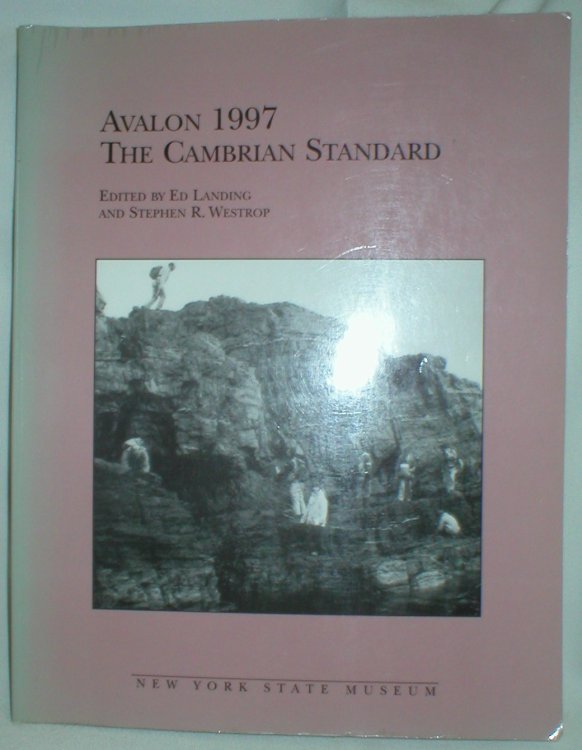 AVALON 1997
THE CAMBRIAN STANDARD
EDITED BY ED LANDING
AND STEPHEN R. WESTROP
NEW YORK STATE MUSEUM